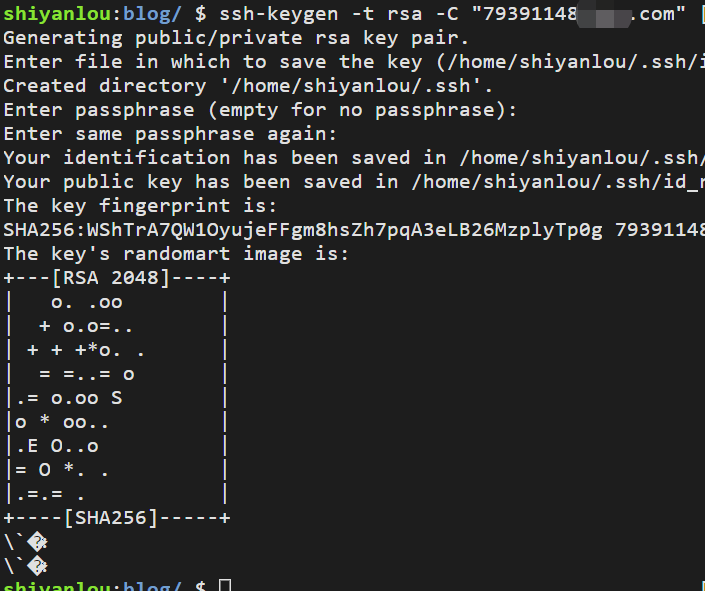 shiyanlou:blog/ $ ssh-keygen -t rsa -C "79391148 .com" [
Generating public/private rsa key pair.
Enter file in which to save the key (/home/shiyanlou/.ssh/i
Created directory '/home/shiyanlou/.ssh'.
Enter passphrase (empty for no passphrase):
Enter same passphrase again:
Your identification has been saved in /home/shiyanlou/.ssh/
Your public key has been saved in /home/shiyanlou/.ssh/id_r
The key fingerprint is:
SHA256:WShTrA7QW1OyujeFFgm8hsZh7pqA3eLB26MzplyTp0g 79391148
The key's randomart image is:
+---[RSA 2048]----+
|   o. .oo        |
|  + o.o=..       |
| + + +*o. .      |
|  = =..= o       |
|.= o.oo S        |
|o * oo..         |
|.E O..o          |
|= O *. .         |
|.=.= .           |
+----[SHA256]-----+
\`�
\`�
shiyanlou:blog/ $